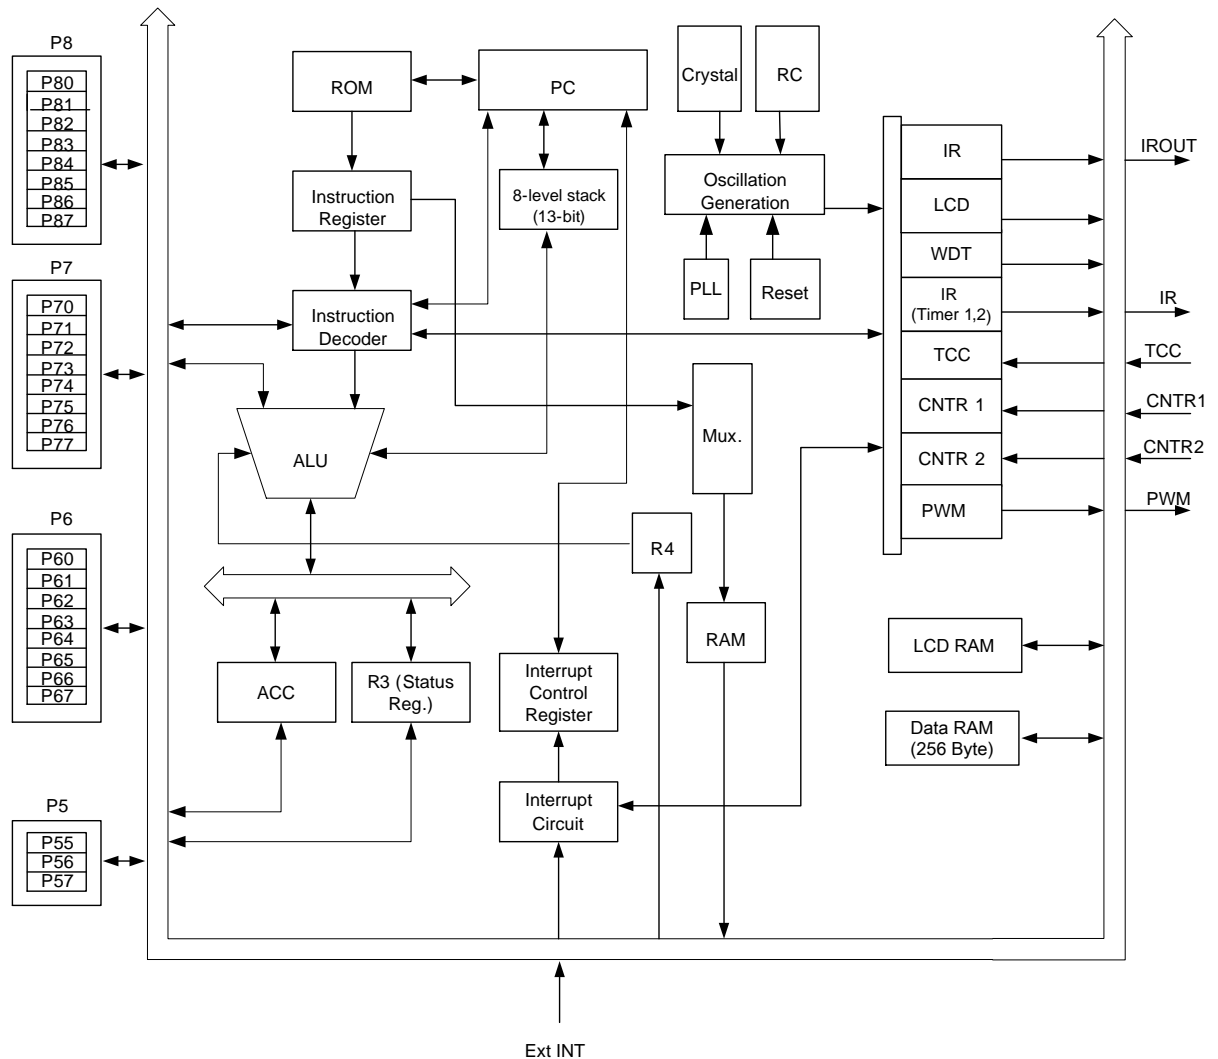 P8
P80
P81
P82
P83
P84
P85
P86
P87
P7
P70
P71
P72
P73
P74
P75
P76
P77
P6
P60
P61
P62
P63
P64
P65
P66
P67
P5
P55
P56
P57
ROM
PC
Instruction
Register
8-level stack
(13-bit)
Instruction
Decoder
ALU
ACC
R3 (Status
Reg.)
Interrupt
Control
Register
Interrupt
Circuit
Ext INT
R4
Mux.
RAM
Crystal
RC
Oscillation
Generation
PLL
Reset
IR
LCD
WDT
IR
(Timer 1,2)
TCC
CNTR 1
CNTR 2
PWM
LCD RAM
Data RAM
(256 Byte)
IROUT
IR
TCC
CNTR1
CNTR2
PWM